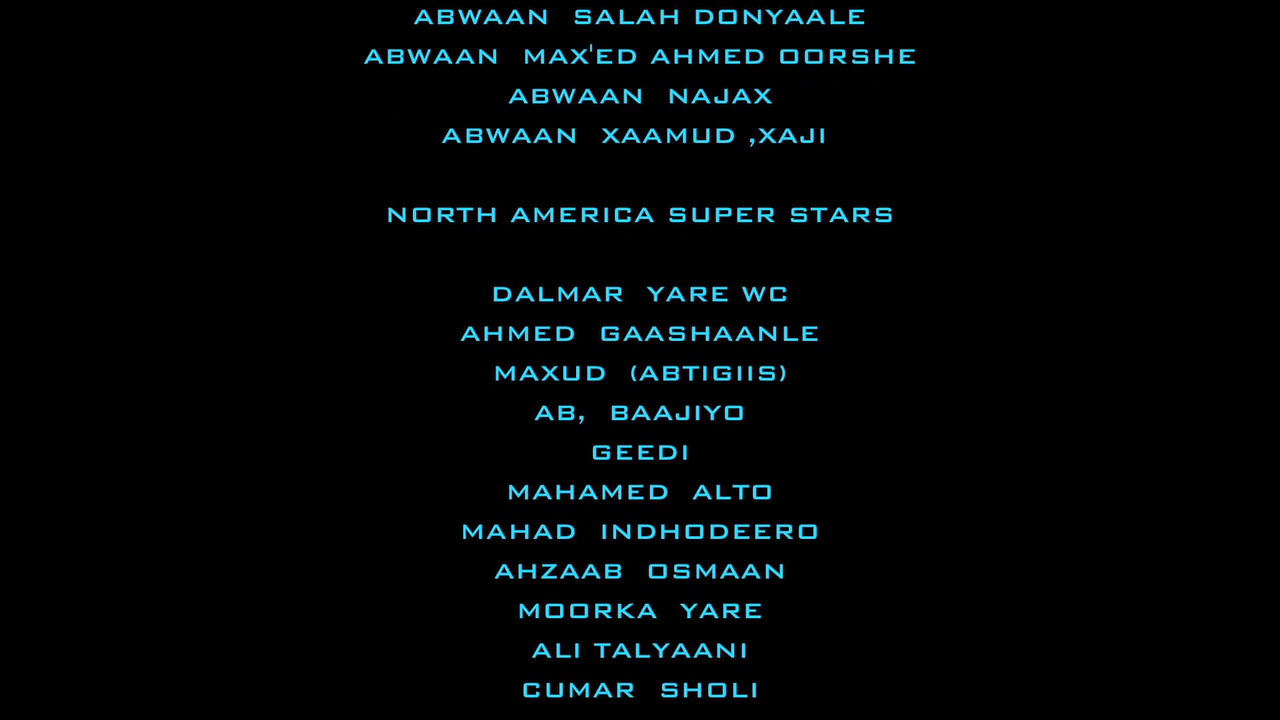 ABWAAN SALAH DONYAALE
ABWAAN MAX'ED AHMED OORSHE
ABWAAN NAJAX
ABWAAN XAAMUD ,XAJI
NORTH AMERICA SUPER STARS
DALMAR YARE WC
AHMED GAASHAANLE
MAXUD (ABTIGIIS)
AB, BAAJIYO
GEEDI
MAHAMED ALTO
MAHAD INDHODEERO
AHZAAB OSMAAN
MOORKA YARE
ALI TALYAANI
CUMAR SHOLI